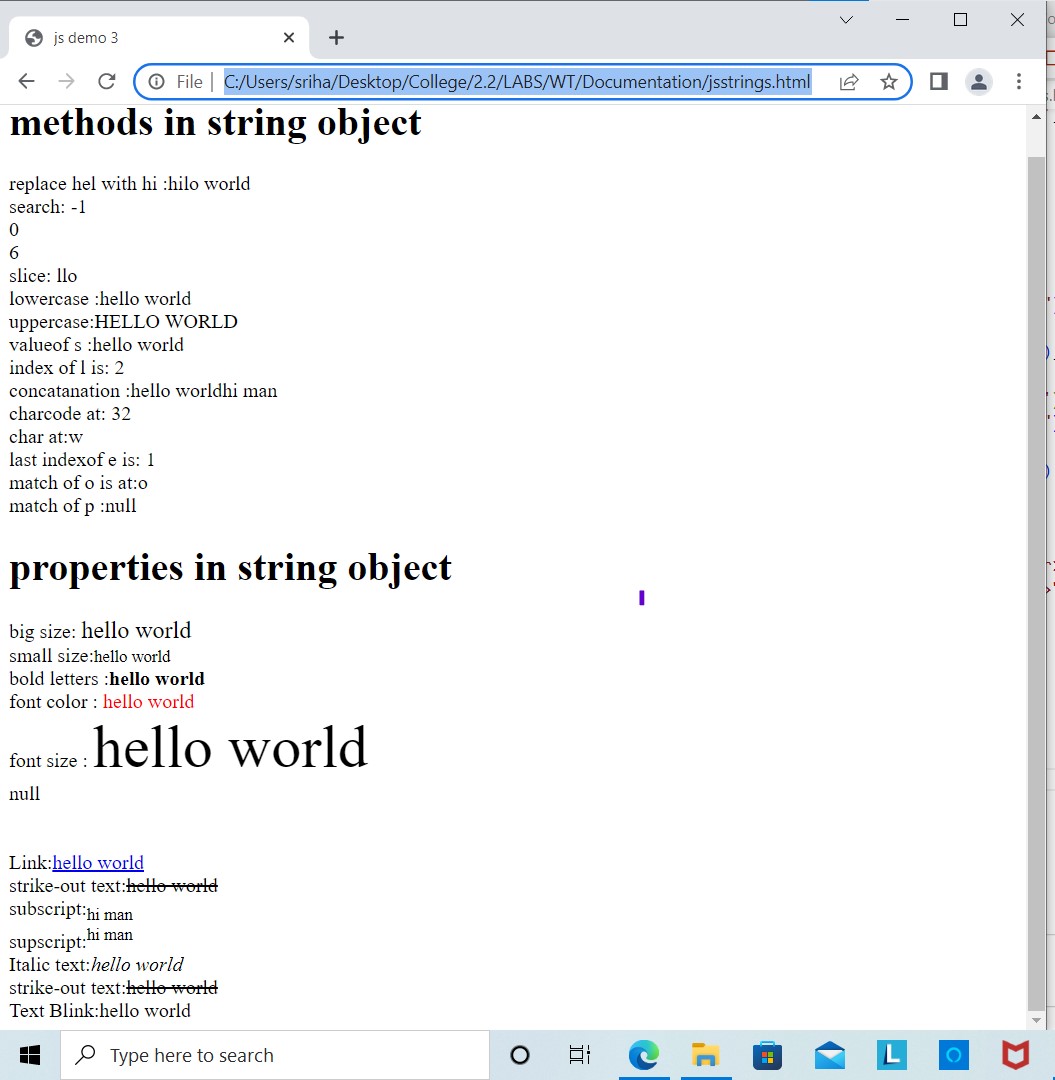 js demo 3
File | C:/Users/sriha/Desktop/College/2.2/LABS/WT/Documentation/jsstrings.html
methods in string object
replace hel with hi :hilo world
search: -1
0
6
slice: llo
lowercase :hello world
uppercase:HELLO WORLD
valueof s :hello world
index of l is: 2
concatanation :hello worldhi man
charcode at: 32
char at:w
last indexof e is: 1
match of o is at:o
match of p :null
properties in string object
big size: hello world
small size:hello world
bold letters :hello world
font color : hello world
font size : hello world
null
Link:hello world
strike-out text:hello world
subscript:hi man
supscript:hi man
Italic text:hello world
strike-out text:hello world
Text Blink:hello world
Type here to search
L